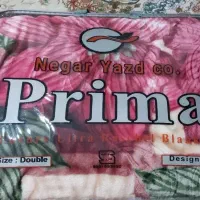 Negar Yazd co.
Prima
Size : Double
Design